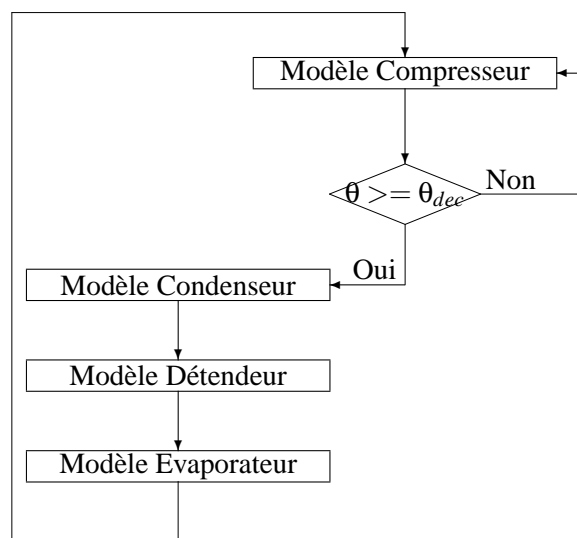 Modèle Compresseur
θ >= θdec
Non
Oui
Modèle Condenseur
Modèle Détendeur
Modèle Evaporateur